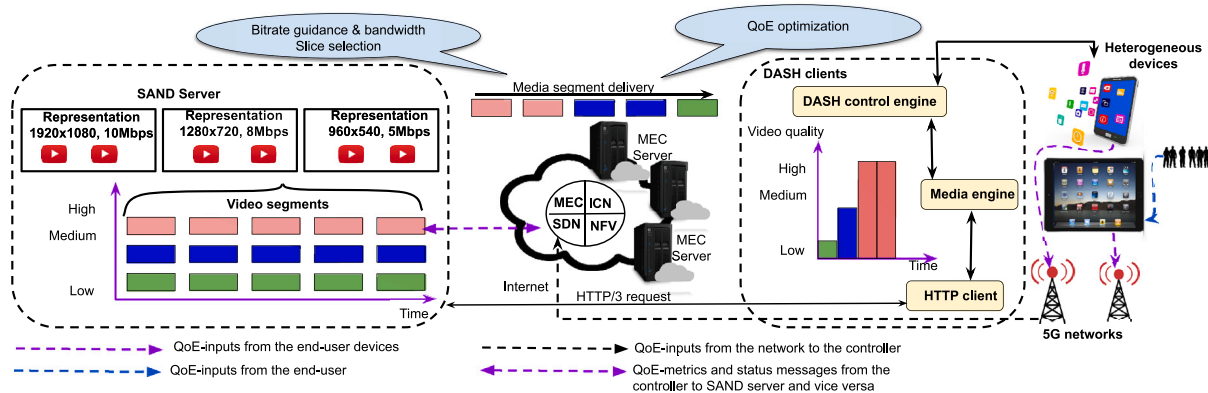 Bitrate guidance & bandwidth
Slice selection
QoE optimization
SAND Server
Representation
1920x1080, 10Mbps
Representation
1280x720, 8Mbps
Representation
960x540, 5Mbps
High
Medium
Low
Video segments
Time
Media segment delivery
MEC
Server
MEC
Server
MEC
ICN
SDN
NFV
Internet
HTTP/3 request
DASH clients
DASH control engine
Video quality
High
Medium
Low
Time
Media engine
HTTP client
Heterogeneous
devices
5G networks
QoE-inputs from the end-user devices
QoE-inputs from the end-user
QoE-inputs from the network to the controller
QoE-metrics and status messages from the
controller to SAND server and vice versa